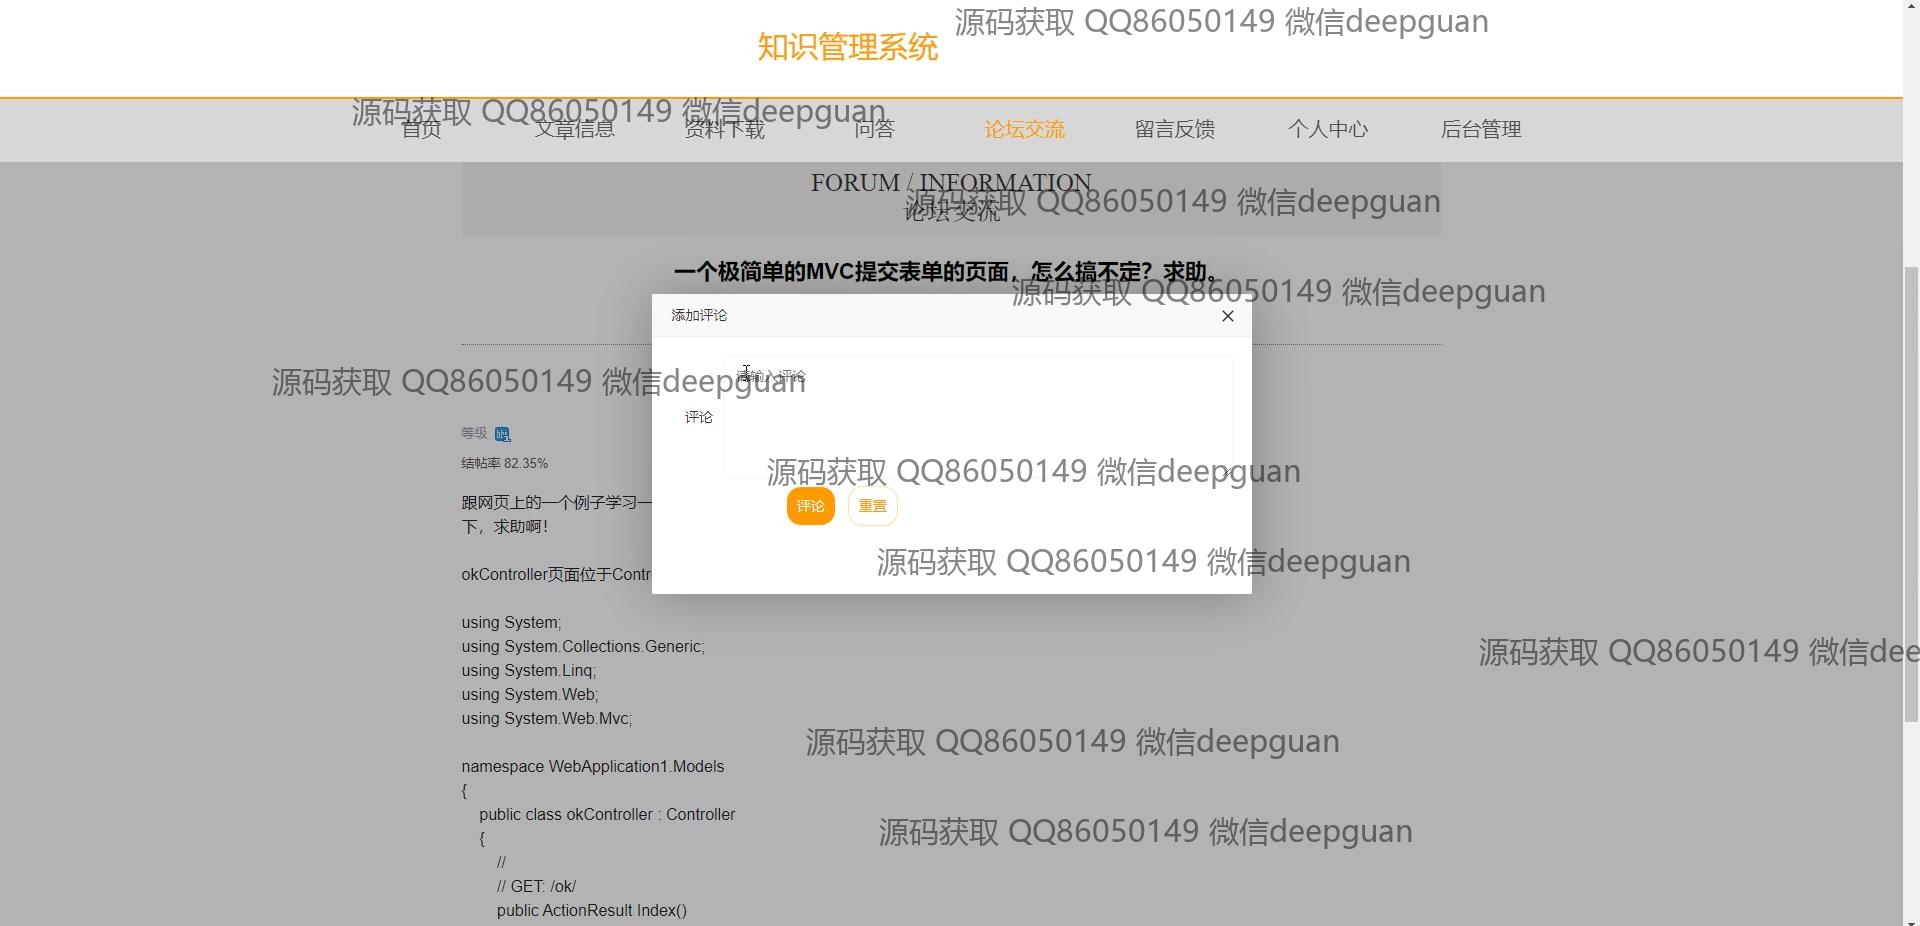 知识管理系统
源码获取 QQ86050149 微信deepguan
源码获取 QQ86050149 微信deepguan
首页 文章信息 资料下载 问答 论坛交流 留言反馈 个人中心 后台管理
FORUM / INFORMATION
源码获取 QQ86050149 微信deepguan
论坛交流
一个极简单的MVC提交表单的页面，怎么搞不定？求助。
源码获取 QQ86050149 微信deepguan
添加评论
请输入评论
源码获取 QQ86050149 微信deepguan
评论
等级
结帖率 82.35%
源码获取 QQ86050149 微信deepguan
评论 重置
跟网页上的一个例子学习一
下，求助啊！
源码获取 QQ86050149 微信deepguan
okController页面位于Contr
using System;
using System.Collections.Generic;
源码获取 QQ86050149 微信dee
using System.Linq;
using System.Web;
using System.Web.Mvc;
源码获取 QQ86050149 微信deepguan
namespace WebApplication1.Models
{
public class okController : Controller
{
源码获取 QQ86050149 微信deepguan
//
// GET: /ok/
public ActionResult Index()